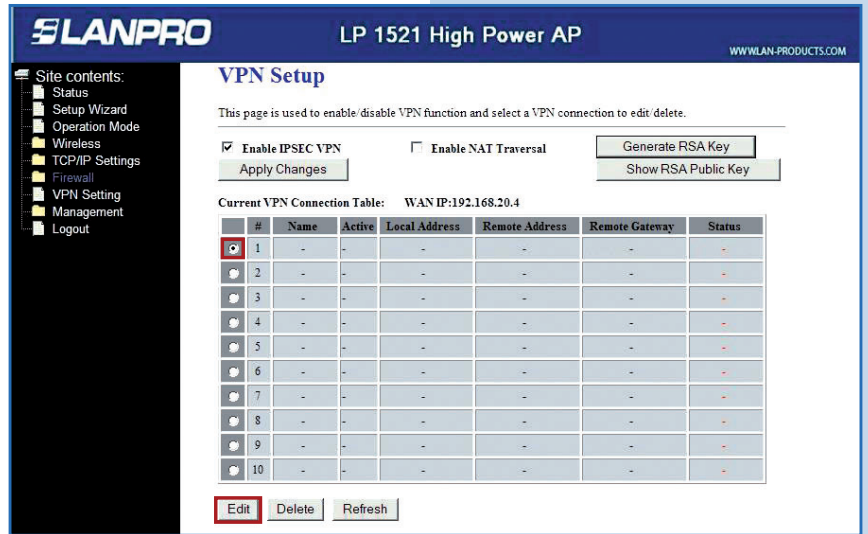 LANPRO
LP 1521 High Power AP
WWW.LAN-PRODUCTS.COM
Site contents:
Status
Setup Wizard
Operation Mode
Wireless
TCP/IP Settings
Firewall
VPN Setting
Management
Logout
VPN Setup
This page is used to enable/disable VPN function and select a VPN connection to edit/delete.
Enable IPSEC VPN Enable NAT Traversal Generate RSA Key
Apply Changes Show RSA Public Key
Current VPN Connection Table: WAN IP:192.168.20.4
# Name Active Local Address Remote Address Remote Gateway Status
1 - - - - - -
2 - - - - - -
3 - - - - - -
4 - - - - - -
5 - - - - - -
6 - - - - - -
7 - - - - - -
8 - - - - - -
9 - - - - - -
10 - - - - - -
Edit Delete Refresh